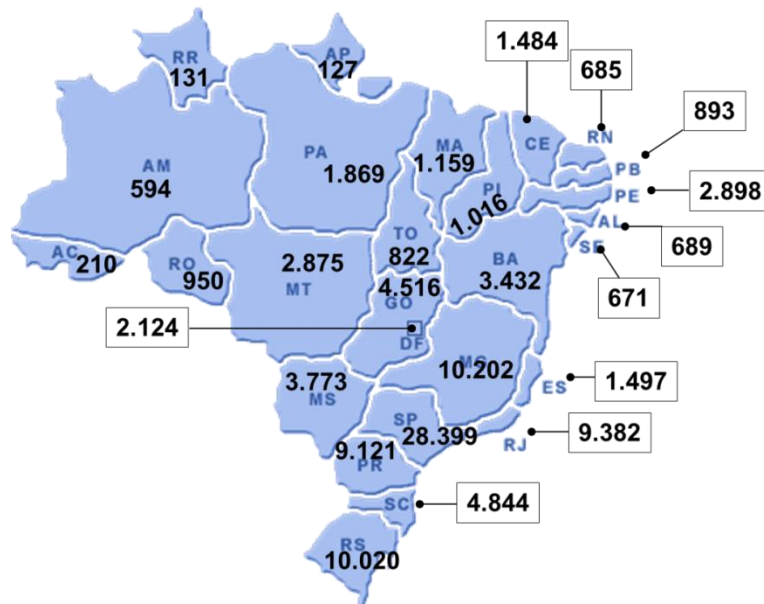 1.484
685
RR
131
AP
127
893
RN
CE
PB
PA
1.869
MA
1.159
AM
594
PI
1.016
PE
2.898
AL
689
SE
671
TO
822
AC
210
RO
950
2.875
MT
BA
3.432
4.516
GO
2.124
DF
MG
10.202
ES
1.497
3.773
MS
SP
28.399
RJ
9.382
9.121
PR
SC
4.844
RS
10.020